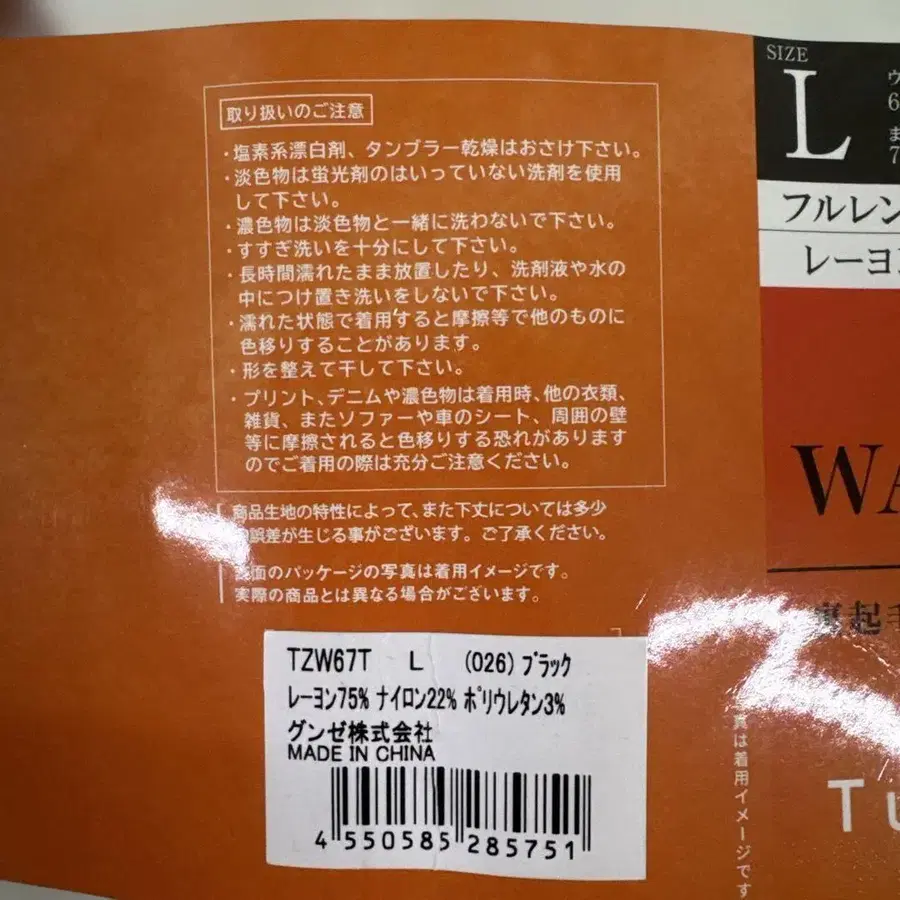 取り扱いのご注意
・塩素系漂白剤、タンブラー乾燥はおさけ下さい。
・淡色物は蛍光剤のはいっていない洗剤を使用
して下さい。
・濃色物は淡色物と一緒に洗わないで下さい。
・すすぎ洗いを十分にして下さい。
・長時間濡れたまま放置したり、洗剤液や水の
中につけ置き洗いをしないで下さい。
・濡れた状態で着用すると摩擦等で他のものに
色移りすることがあります。
・形を整えて干して下さい。
・プリント、デニムや濃色物は着用時、他の衣類、
雑貨、またソファーや車のシート、周囲の壁
等に摩擦されると色移りする恐れがあります
のでご着用の際は充分ご注意ください。
商品生地の特性によって、また下丈については多少
誤差が生じる事がございます。ご了承ください。
面のパッケージの写真は着用イメージです。
実際の商品とは異なる場合がございます。
TZW67T L (026) ブラック
レーヨン75% ナイロン22% ポリウレタン3%
グンゼ株式会社
MADE IN CHINA
4 550585 285751
SIZE
L
ウ
6
ま
7
フルレン
レーヨン
WA
裏起毛
真は着用イメージです
Tu